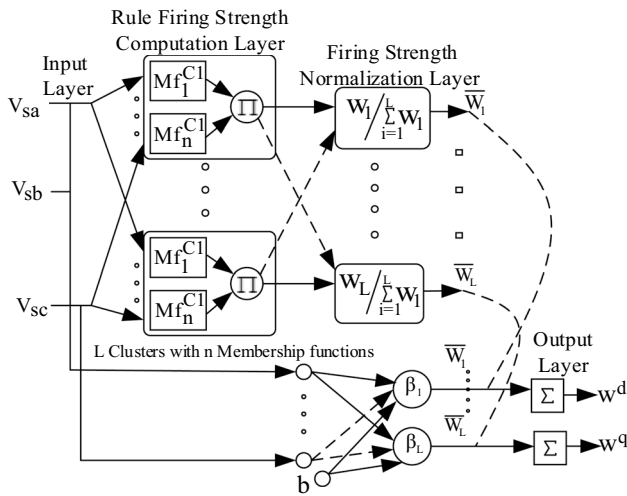 Rule Firing Strength
Computation Layer
Firing Strength
Normalization Layer
Input
Layer
V_sa
V_sb
V_sc
Mf_1^C1
Mf_n^C1
Π
W_1/∑_{i=1}^L W_1
W̅_1
Mf_1^C1
Mf_n^C1
Π
W_L/∑_{i=1}^L W_1
W̅_L
L Clusters with n Membership functions
Output
Layer
β_1
W̅_1
Σ
w^d
β_L
W̅_L
Σ
w^q
b